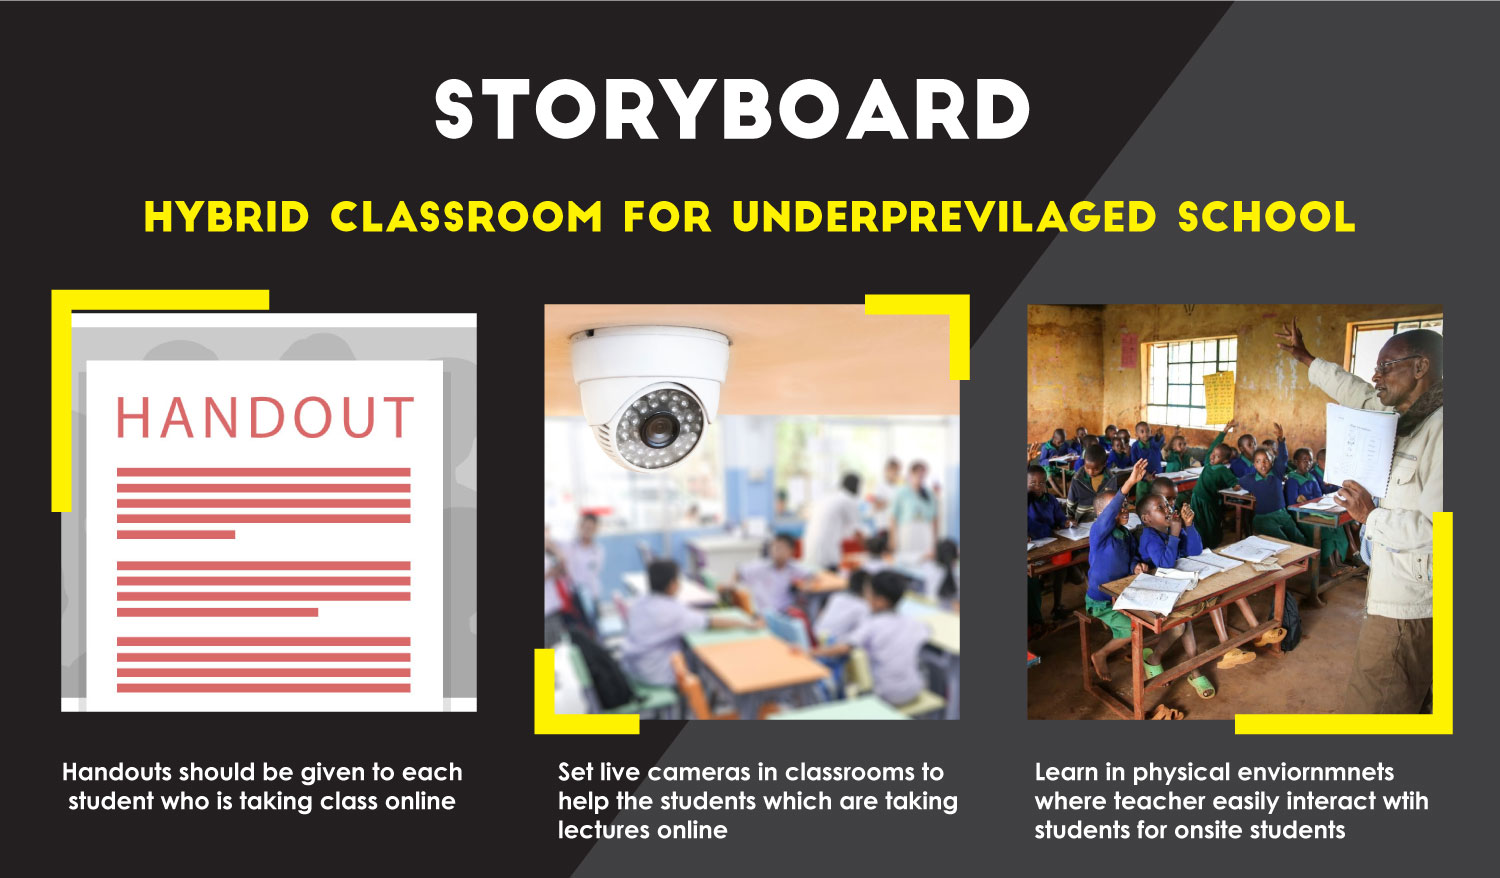 STORYBOARD
HYBRID CLASSROOM FOR UNDERPREVILAGED SCHOOL
HANDOUT
Handouts should be given to each
student who is taking class online
Set live cameras in classrooms to
help the students which are taking
lectures online
Learn in physical enviornmnets
where teacher easily interact wtih
students for onsite students